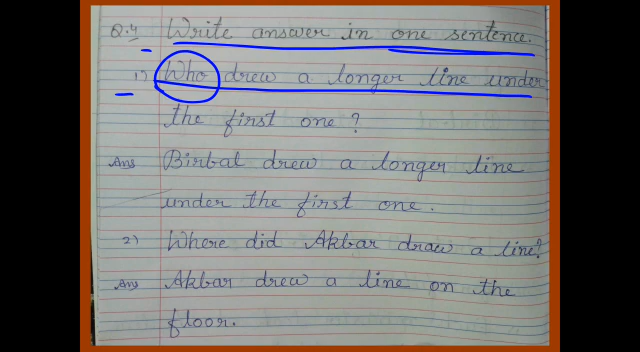 Q.4 Write answer in one sentence.
1) Who drew a longer line under
the first one?
Ans Birbal drew a longer line
under the first one.
2) Where did Akbar draw a line?
Ans Akbar drew a line on the
floor.